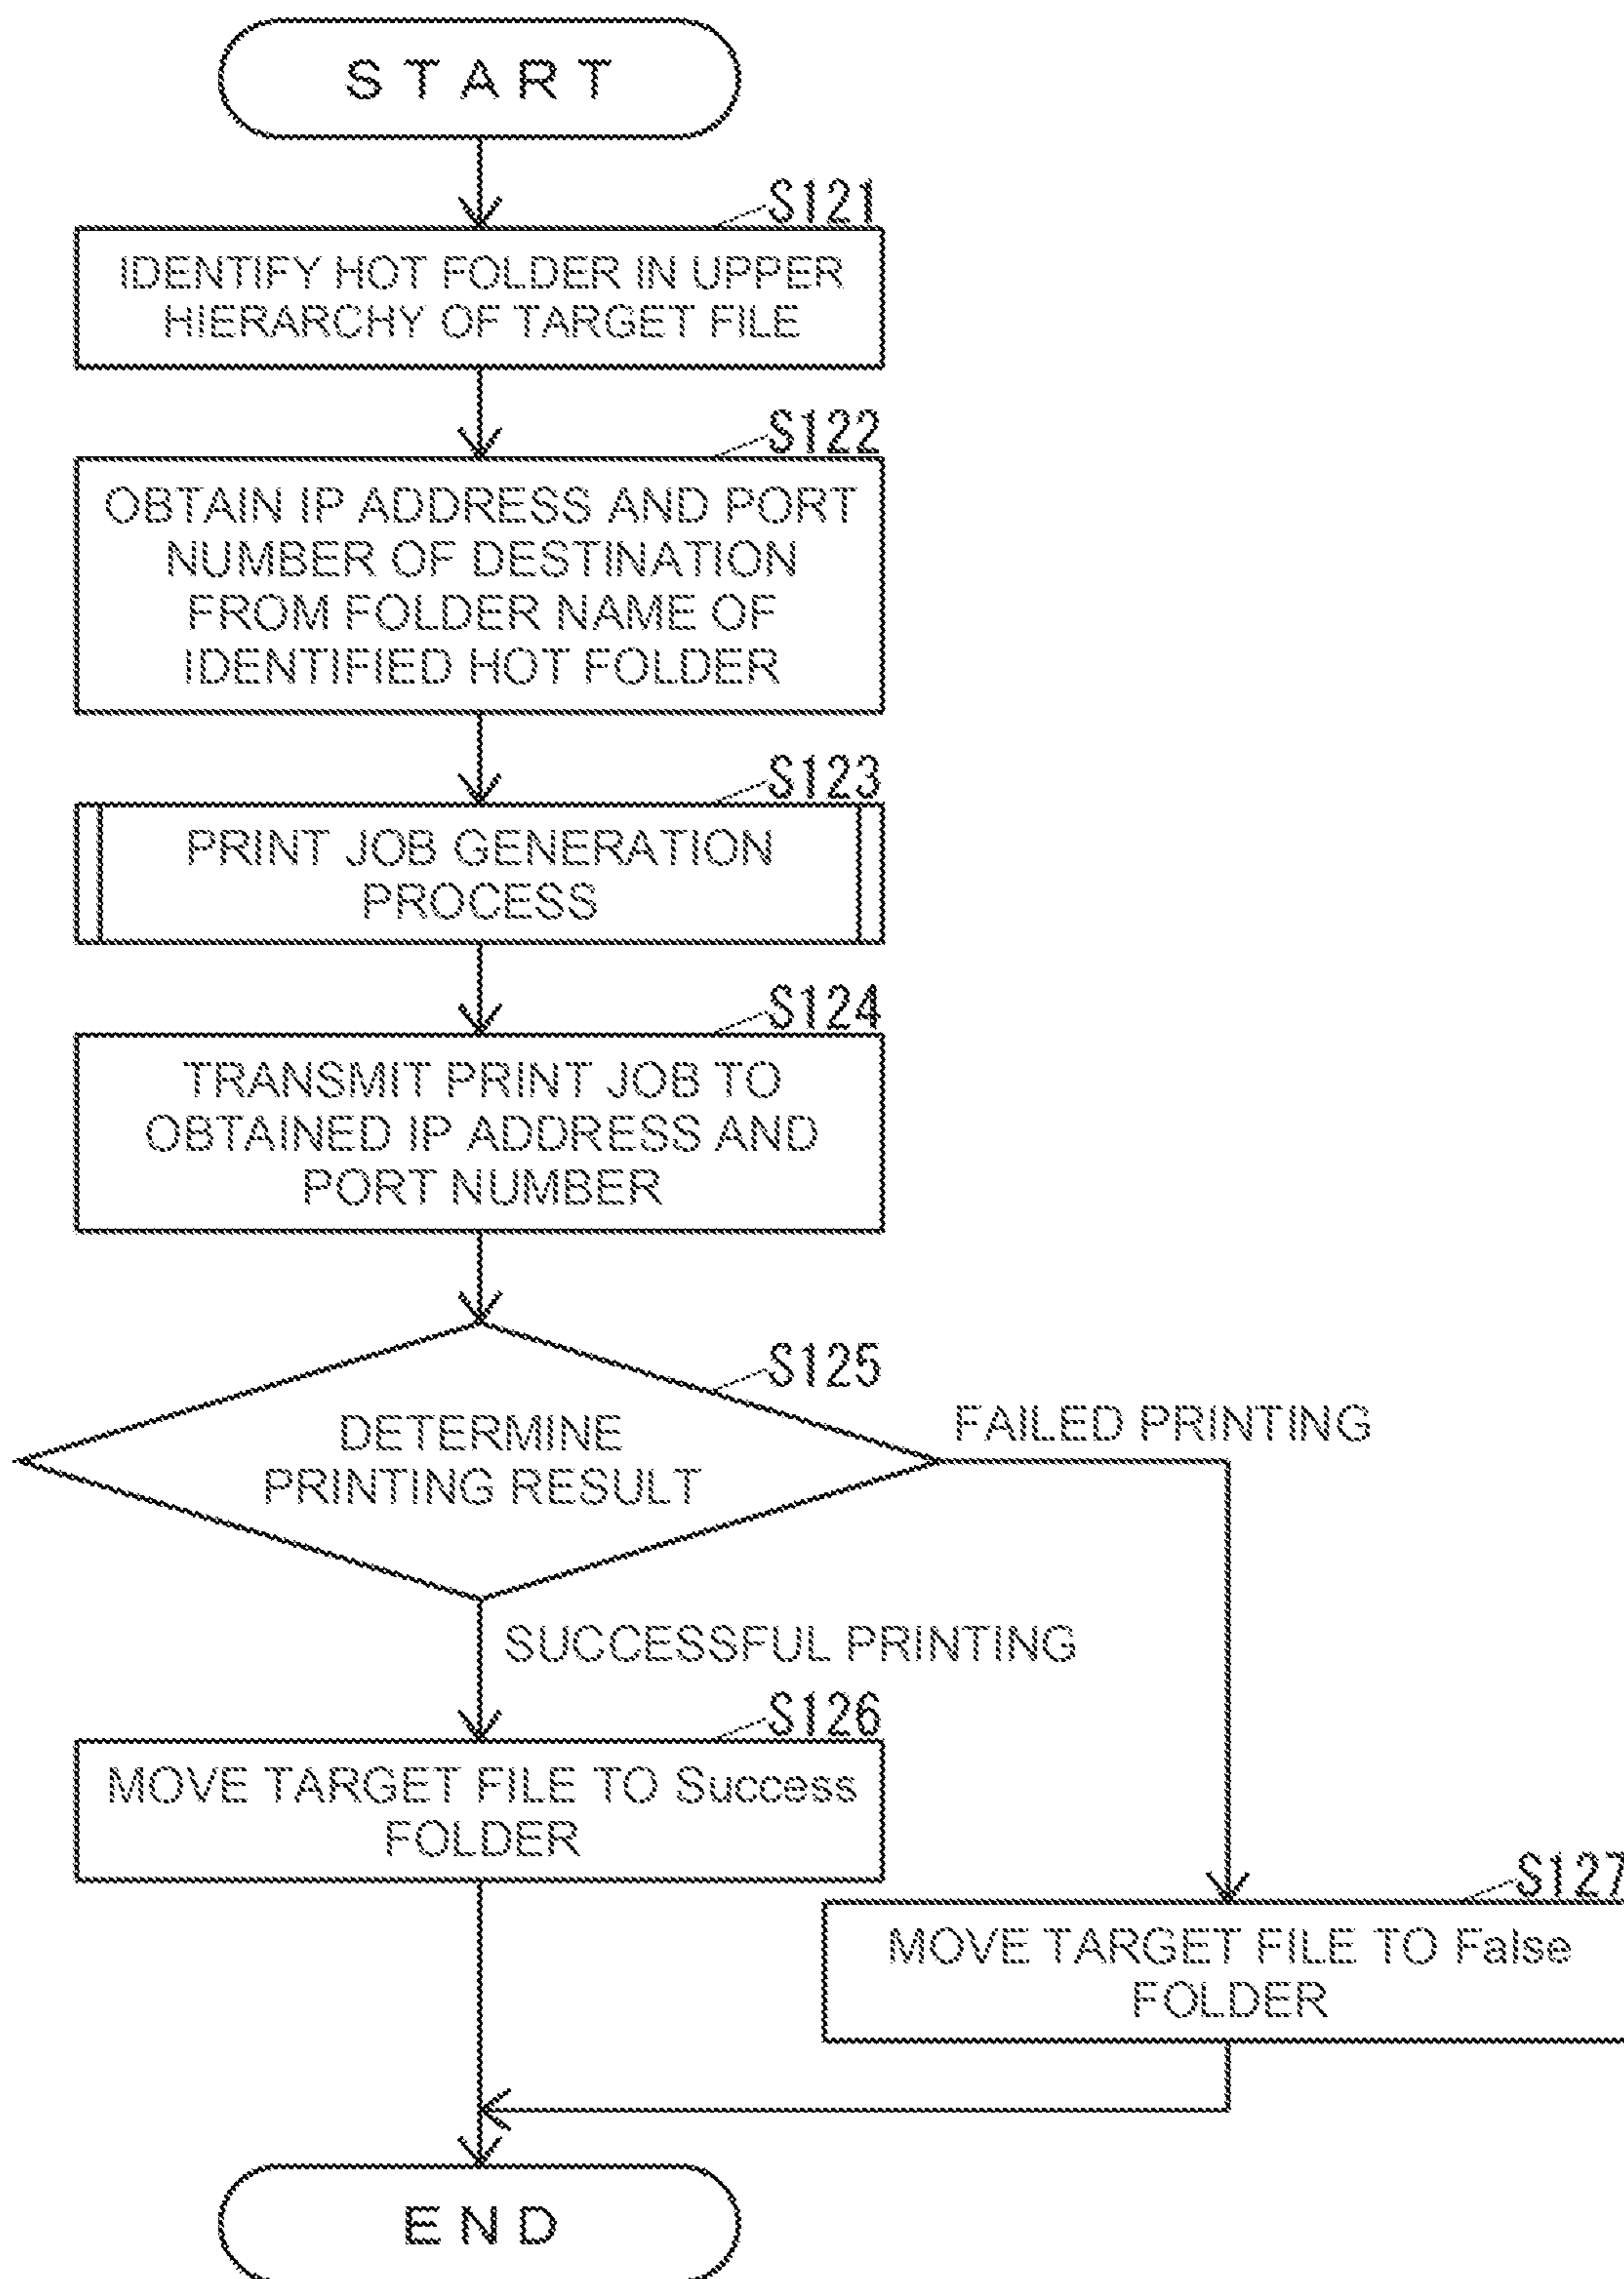 START
S121
IDENTIFY HOT FOLDER IN UPPER
HIERARCHY OF TARGET FILE
S122
OBTAIN IP ADDRESS AND PORT
NUMBER OF DESTINATION
FROM FOLDER NAME OF
IDENTIFIED HOT FOLDER
S123
PRINT JOB GENERATION
PROCESS
S124
TRANSMIT PRINT JOB TO
OBTAINED IP ADDRESS AND
PORT NUMBER
S125
DETERMINE
PRINTING RESULT
FAILED PRINTING
SUCCESSFUL PRINTING
S126
MOVE TARGET FILE TO Success
FOLDER
S127
MOVE TARGET FILE TO False
FOLDER
END